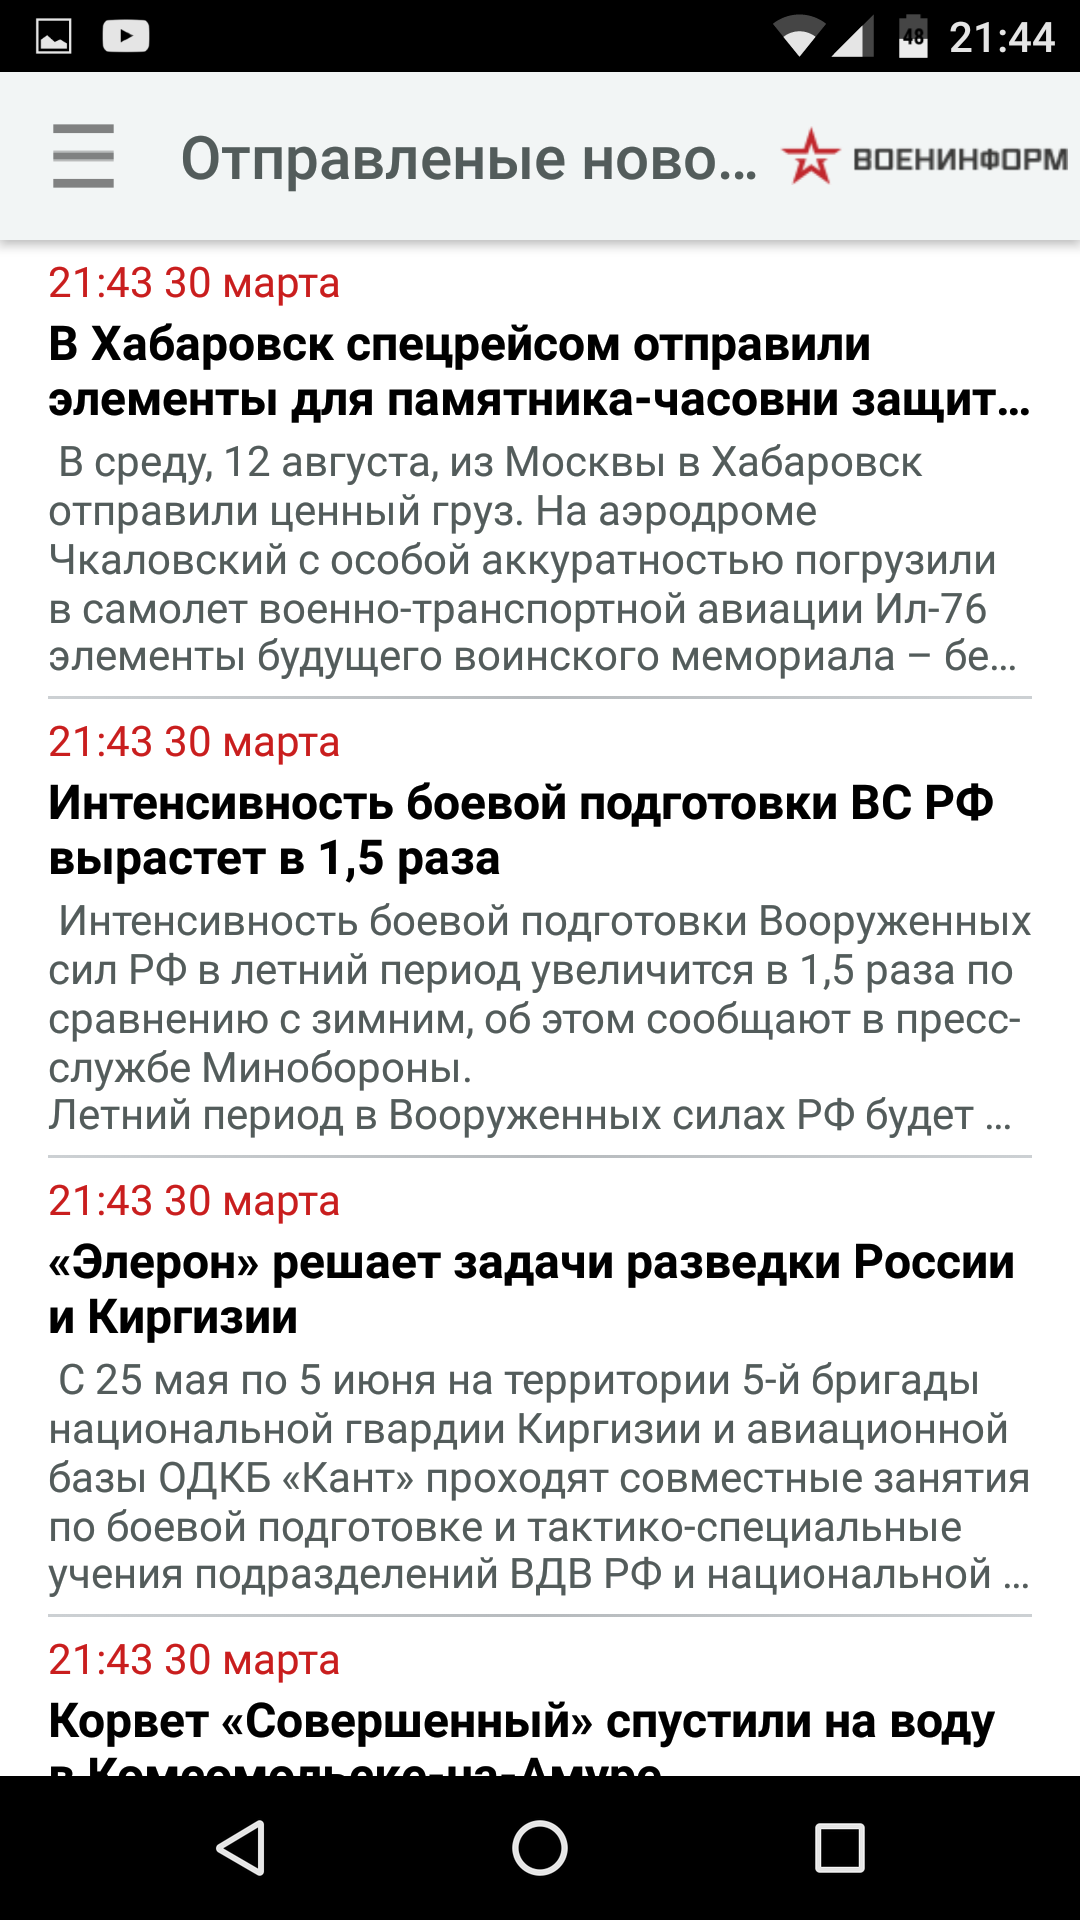 48 21:44
Отправленые ново... ВОЕНИНФОРМ
21:43 30 марта
В Хабаровск спецрейсом отправили
элементы для памятника-часовни защит...
В среду, 12 августа, из Москвы в Хабаровск
отправили ценный груз. На аэродроме
Чкаловский с особой аккуратностью погрузили
в самолет военно-транспортной авиации Ил-76
элементы будущего воинского мемориала – бе...
21:43 30 марта
Интенсивность боевой подготовки ВС РФ
вырастет в 1,5 раза
Интенсивность боевой подготовки Вооруженных
сил РФ в летний период увеличится в 1,5 раза по
сравнению с зимним, об этом сообщают в пресс-
службе Минобороны.
Летний период в Вооруженных силах РФ будет ...
21:43 30 марта
«Элерон» решает задачи разведки России
и Киргизии
С 25 мая по 5 июня на территории 5-й бригады
национальной гвардии Киргизии и авиационной
базы ОДКБ «Кант» проходят совместные занятия
по боевой подготовке и тактико-специальные
учения подразделений ВДВ РФ и национальной ...
21:43 30 марта
Корвет «Совершенный» спустили на воду
в Комсомольске-на-Амуре